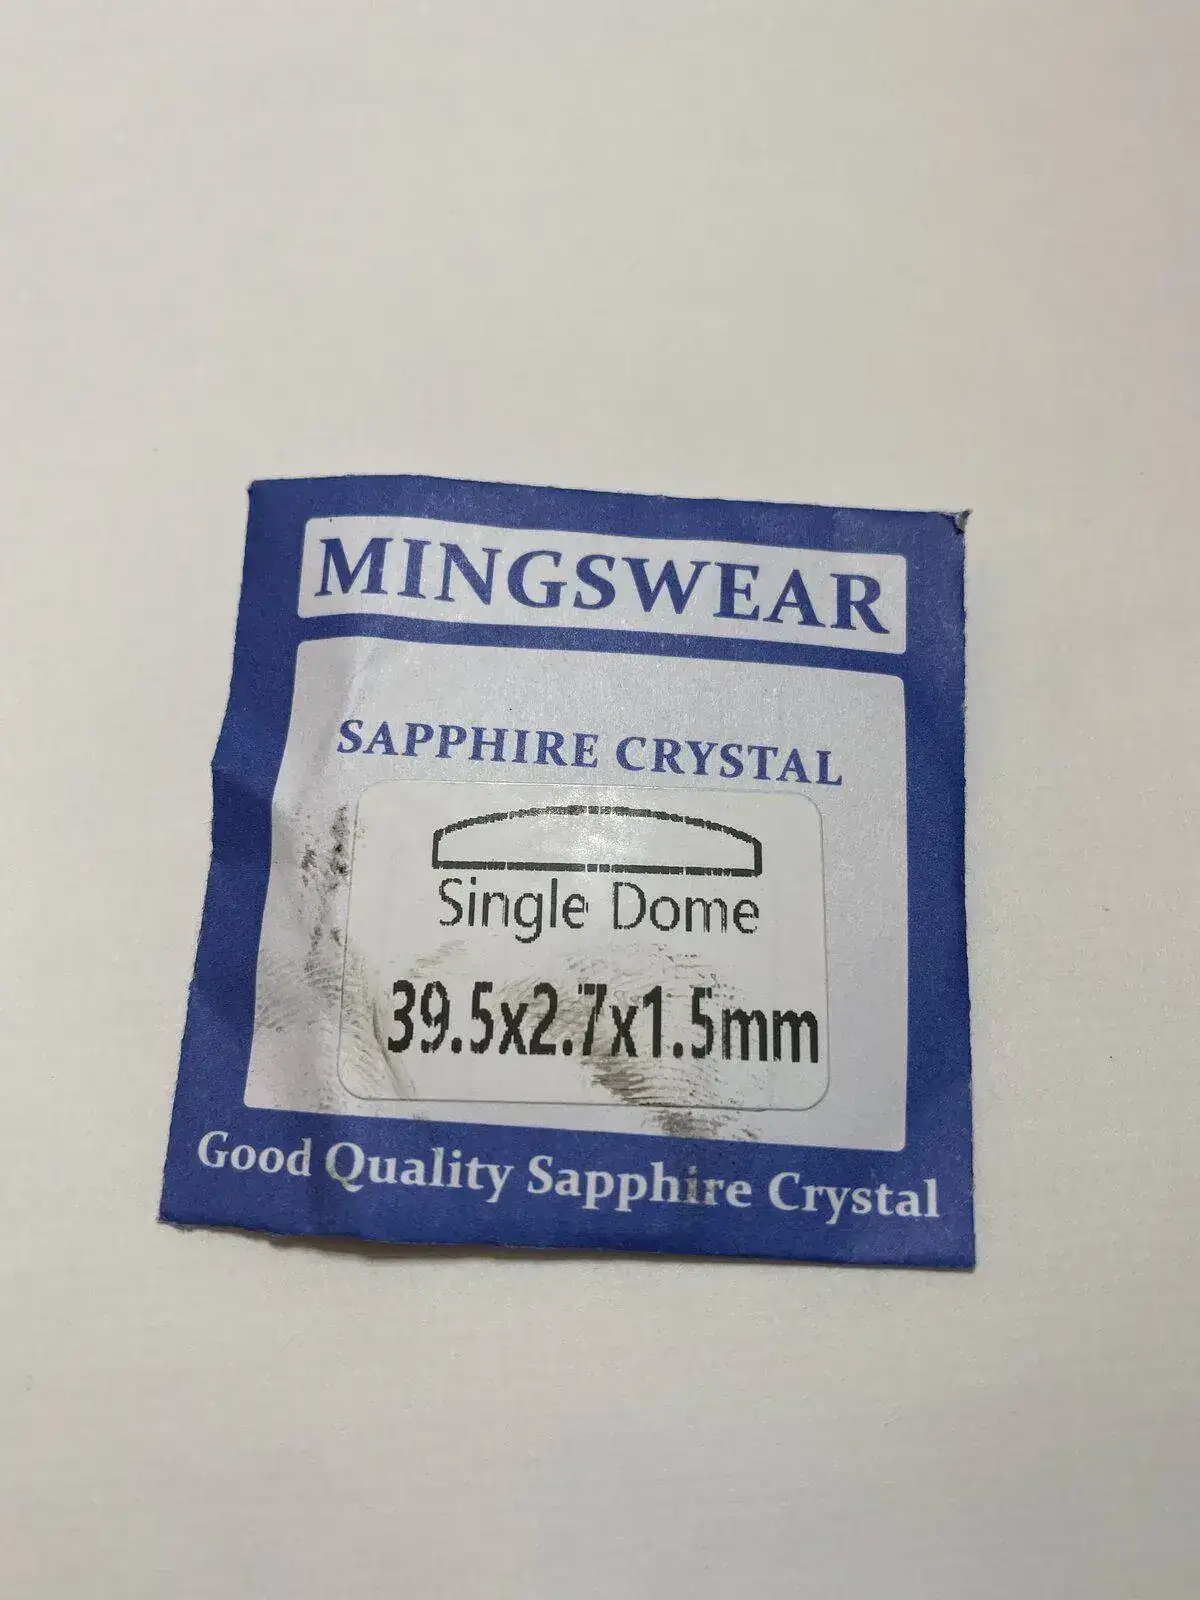 MINGSWEAR
SAPPHIRE CRYSTAL
Single Dome
39.5x2.7x1.5mm
Good Quality Sapphire Crystal